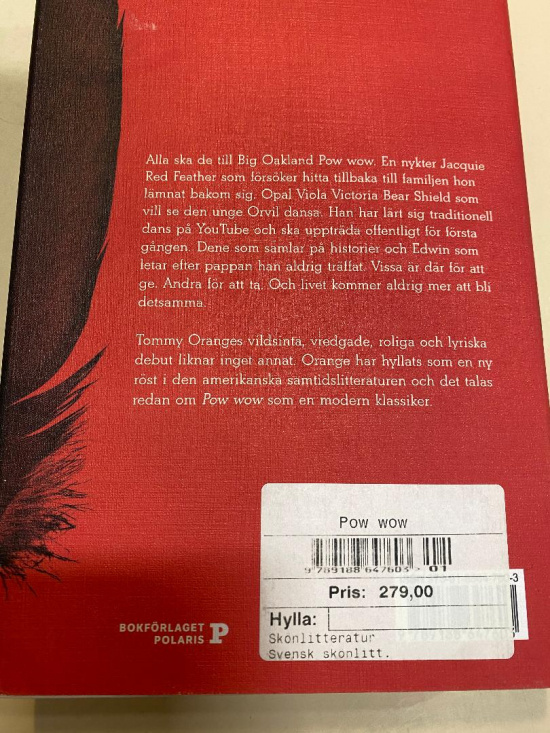 Alla ska de till Big Oakland Pow wow. En nykter Jacquie
Red Feather som försöker hitta tillbaka till familjen hon
lämnat bakom sig. Opal Viola Victoria Bear Shield som
vill se den unge Orvil dansa. Han har lärt sig traditionell
dans på YouTube och ska uppträda offentligt för första
gången. Dene som samlar på historier och Edwin som
letar efter pappan han aldrig träffat. Vissa är där för att
ge. Andra för att ta. Och livet kommer aldrig mer att bli
detsamma.
Tommy Oranges vildsinta, vredgade, roliga och lyriska
debut liknar inget annat. Orange har hyllats som en ny
röst i den amerikanska samtidslitteraturen och det talas
redan om Pow wow som en modern klassiker.
Pow wow
9 789188 647603 > 01
Pris: 279,00
-3
Hylla:
Skönlitteratur
Svensk skönlitt.
BOKFÖRLAGET
POLARIS P